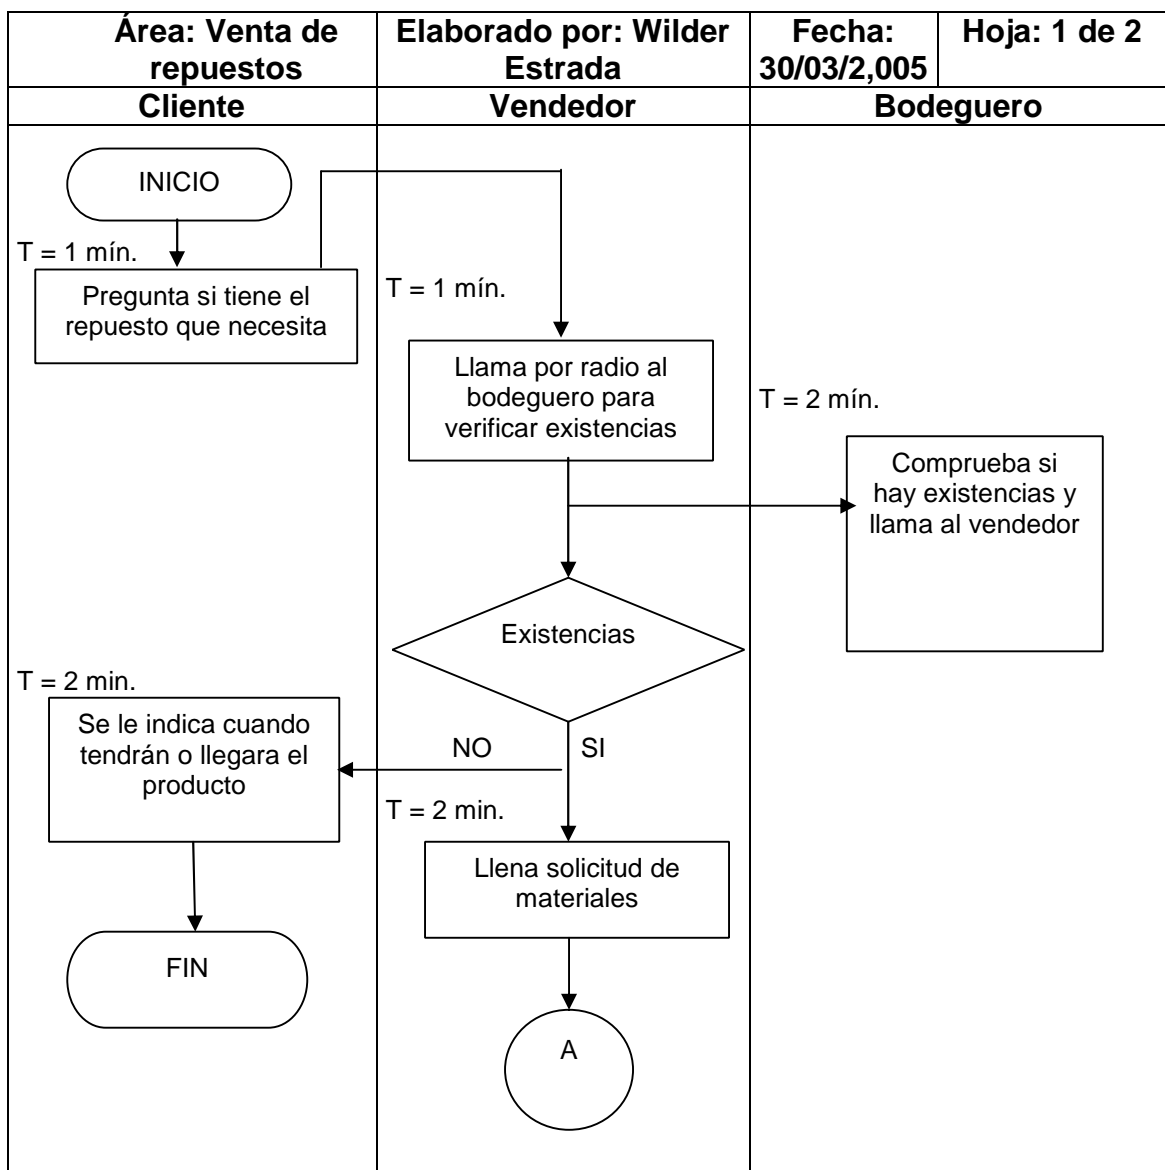 Área: Venta de
repuestos
Elaborado por: Wilder
Estrada
Fecha:
30/03/2,005
Hoja: 1 de 2
Cliente
Vendedor
Bodeguero
INICIO
T = 1 mín.
Pregunta si tiene el
repuesto que necesita
T = 1 mín.
Llama por radio al
bodeguero para
verificar existencias
T = 2 mín.
Comprueba si
hay existencias y
llama al vendedor
Existencias
T = 2 min.
Se le indica cuando
tendrán o llegara el
producto
NO
SI
T = 2 min.
Llena solicitud de
materiales
FIN
A